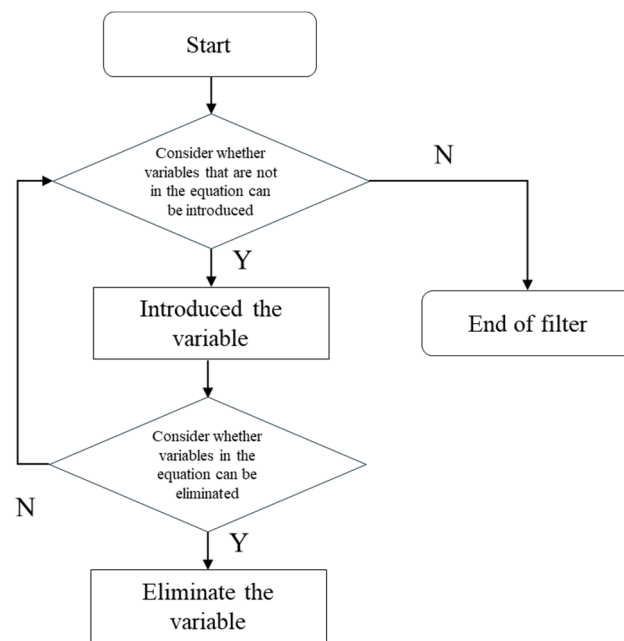 Start
Consider whether
variables that are not
in the equation can
be introduced
N
Y
Introduced the
variable
End of filter
Consider whether
variables in the
equation can be
eliminated
N
Y
Eliminate the
variable